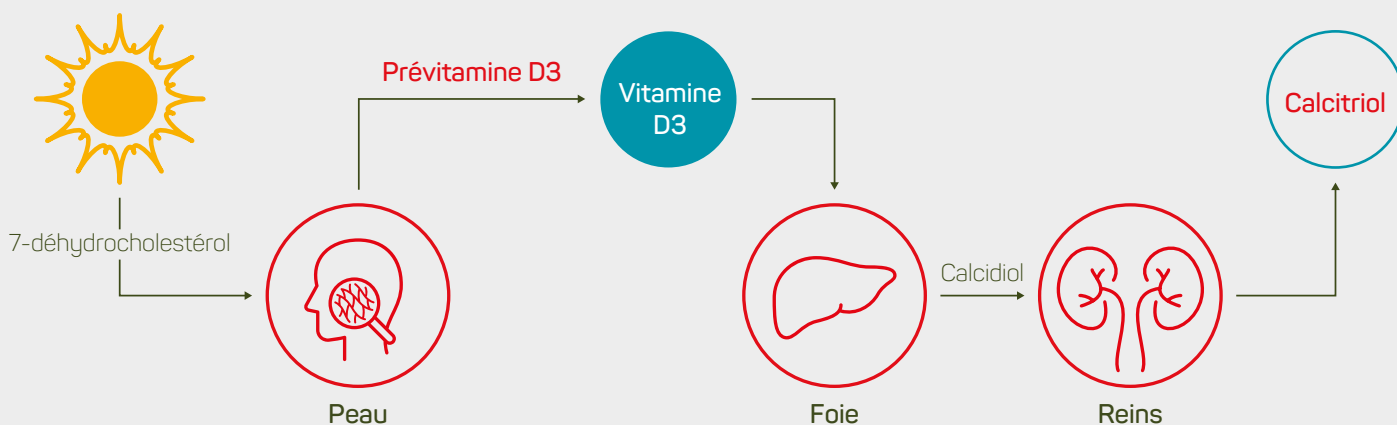 Prévitamine D3
Vitamine
D3
Calcitriol
7-déhydrocholestérol
Calcidiol
Peau
Foie
Reins